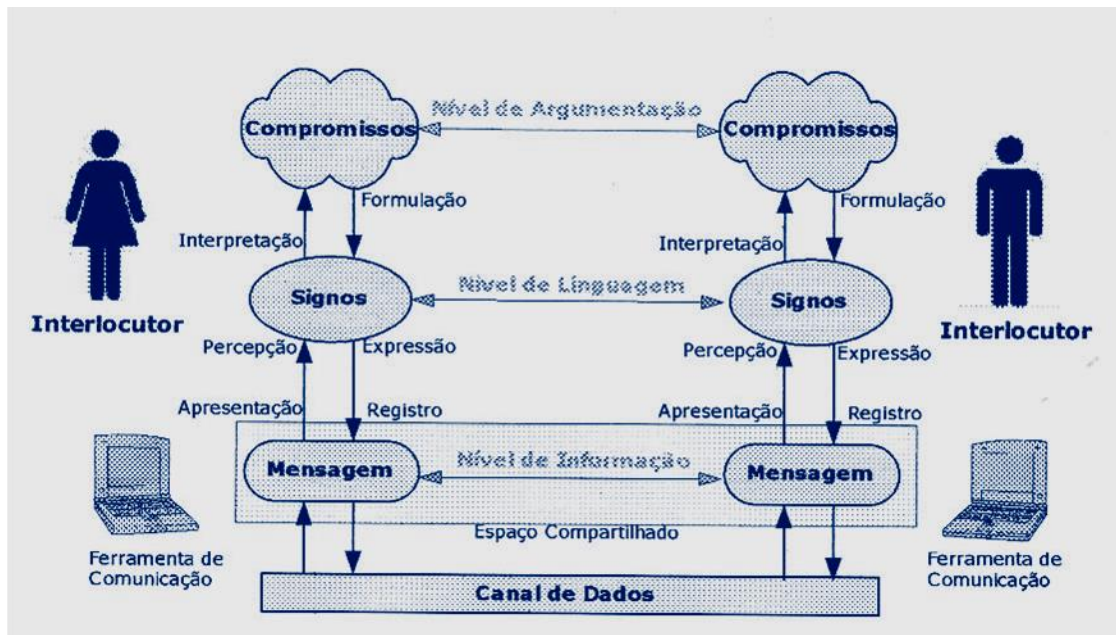 Nível de Argumentação
Compromissos
Compromissos
Formulação
Formulação
Interpretação
Interpretação
Nível de Linguagem
Signos
Signos
Interlocutor
Interlocutor
Percepção
Expressão
Percepção
Expressão
Apresentação
Registro
Apresentação
Registro
Nível de Informação
Mensagem
Mensagem
Espaço Compartilhado
Ferramenta de
Comunicação
Ferramenta de
Comunicação
Canal de Dados